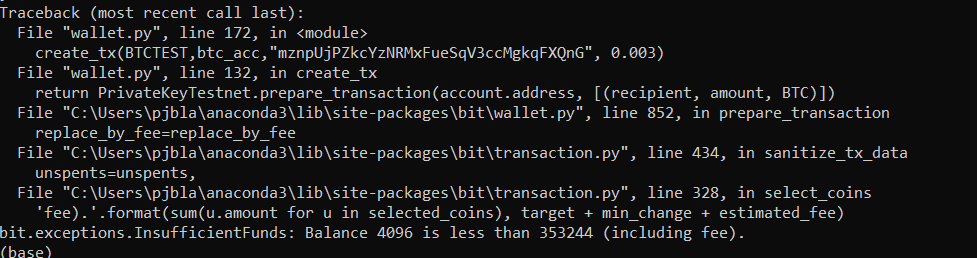 Traceback (most recent call last):
  File "wallet.py", line 172, in <module>
    create_tx(BTCTEST,btc_acc,"mznpUjPZkcYzNRMxFueSqV3ccMgkqFXQnG", 0.003)
  File "wallet.py", line 132, in create_tx
    return PrivateKeyTestnet.prepare_transaction(account.address, [(recipient, amount, BTC)])
  File "C:\Users\pjbla\anaconda3\lib\site-packages\bit\wallet.py", line 852, in prepare_transaction
    replace_by_fee=replace_by_fee
  File "C:\Users\pjbla\anaconda3\lib\site-packages\bit\transaction.py", line 434, in sanitize_tx_data
    unspents=unspents,
  File "C:\Users\pjbla\anaconda3\lib\site-packages\bit\transaction.py", line 328, in select_coins
    'fee).'.format(sum(u.amount for u in selected_coins), target + min_change + estimated_fee)
bit.exceptions.InsufficientFunds: Balance 4096 is less than 353244 (including fee).
(base)